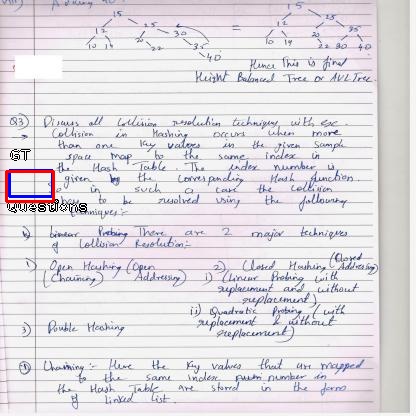 Adding 40
15
25
30
12
10 14
22
35
40
=
15
12
25
10 14
20
35
22 30 40
Hence This is final
Height Balanced Tree or AVL Tree.
Q3) Discuss all Collision resolution techniques with ex.
→ Collision in Hashing occurs when more
than one key values in the given sample
GT
space map to the same index in
the Hash Table. The index number is
given by the corresponding Hash function.
So in such a case the collision
has to be resolved using the following
Questions
techniques:-
There are 2 major techniques
of Collision Resolution:-
1) Open Hashing (Open
(Chaining) Addressing)
2) Closed Hashing (Closed
Addressing)
i) (Linear Probing with
replacement and without
replacement)
ii) Quadratic Probing (with
replacement & without
replacement)
3) Double Hashing
① Chaining:- Here the key values that are mapped
to the same index number in
the Hash Table are stored in the form
of linked list.